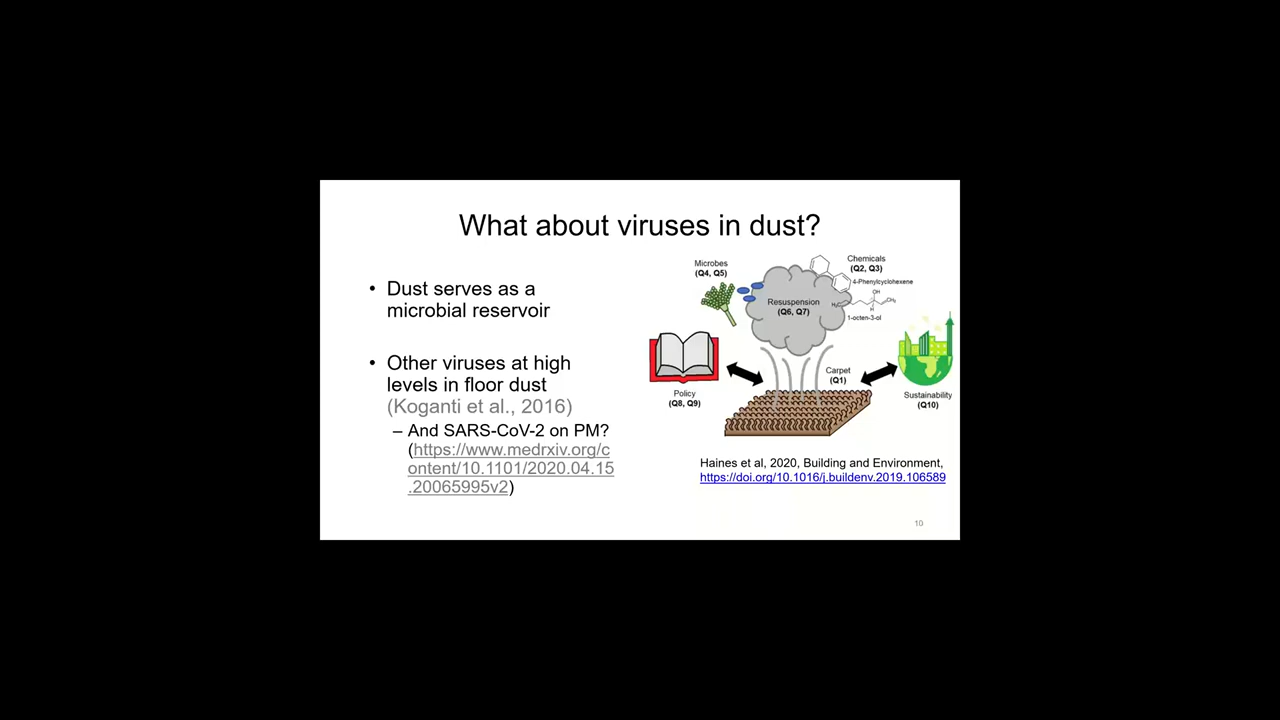 What about viruses in dust?
• Dust serves as a
microbial reservoir
• Other viruses at high
levels in floor dust
(Koganti et al., 2016)
– And SARS-CoV-2 on PM?
(https://www.medrxiv.org/c
ontent/10.1101/2020.04.15
.20065995v2)
Microbes
(Q4, Q5)
Chemicals
(Q2, Q3)
4-Phenylcyclohexene
OH
H₃C
CH₃
H
1-octen-3-ol
Resuspension
(Q6, Q7)
Carpet
(Q1)
Policy
(Q8, Q9)
Sustainability
(Q10)
Haines et al, 2020, Building and Environment,
https://doi.org/10.1016/j.buildenv.2019.106589
10